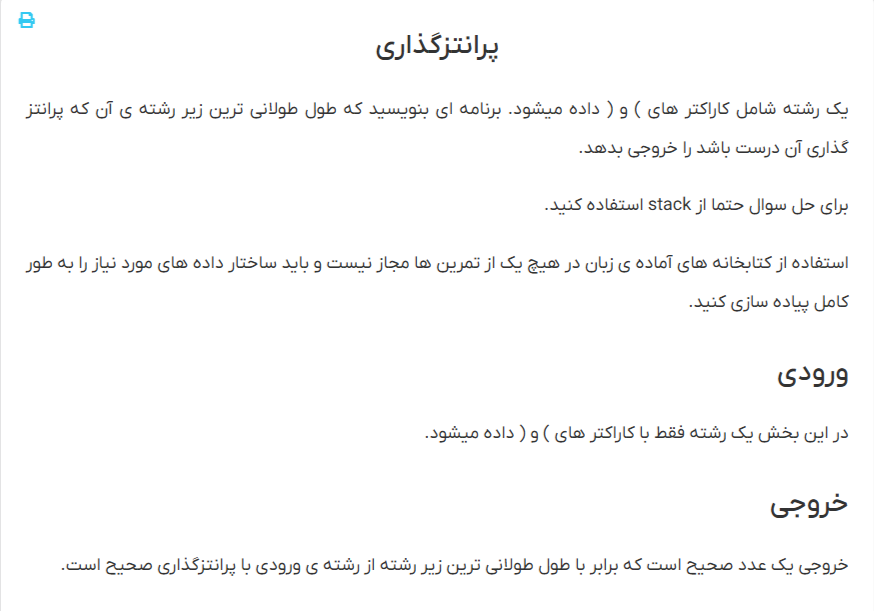 پرانتزگذاری
یک رشته شامل کاراکتر های ) و ( داده میشود. برنامه ای بنویسید که طول طولانی ترین زیر رشته ی آن که پرانتز
گذاری آن درست باشد را خروجی بدهد.
برای حل سوال حتما از stack استفاده کنید.
استفاده از کتابخانه های آماده ی زبان در هیچ یک از تمرین ها مجاز نیست و باید ساختار داده های مورد نیاز را به طور
کامل پیاده سازی کنید.
ورودی
در این بخش یک رشته فقط با کاراکتر های ) و ( داده میشود.
خروجی
خروجی یک عدد صحیح است که برابر با طول طولانی ترین زیر رشته از رشته ی ورودی با پرانتزگذاری صحیح است.